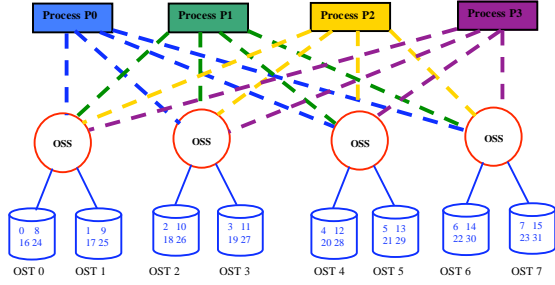 Process P0 Process P1 Process P2 Process P3
OSS OSS OSS OSS
0 8 1 9 2 10 3 11 4 12 5 13 6 14 7 15
16 24 17 25 18 26 19 27 20 28 21 29 22 30 23 31
OST 0 OST 1 OST 2 OST 3 OST 4 OST 5 OST 6 OST 7